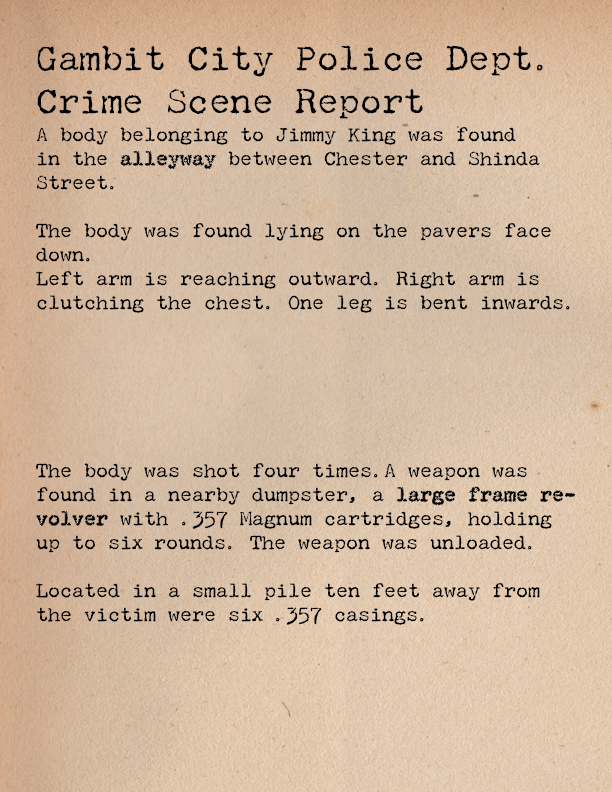 Gambit City Police Dept.
Crime Scene Report
A body belonging to Jimmy King was found
in the alleyway between Chester and Shinda
Street.
The body was found lying on the pavers face
down.
Left arm is reaching outward. Right arm is
clutching the chest. One leg is bent inwards.
The body was shot four times. A weapon was
found in a nearby dumpster, a large frame re-
volver with .357 Magnum cartridges, holding
up to six rounds. The weapon was unloaded.
Located in a small pile ten feet away from
the victim were six .357 casings.